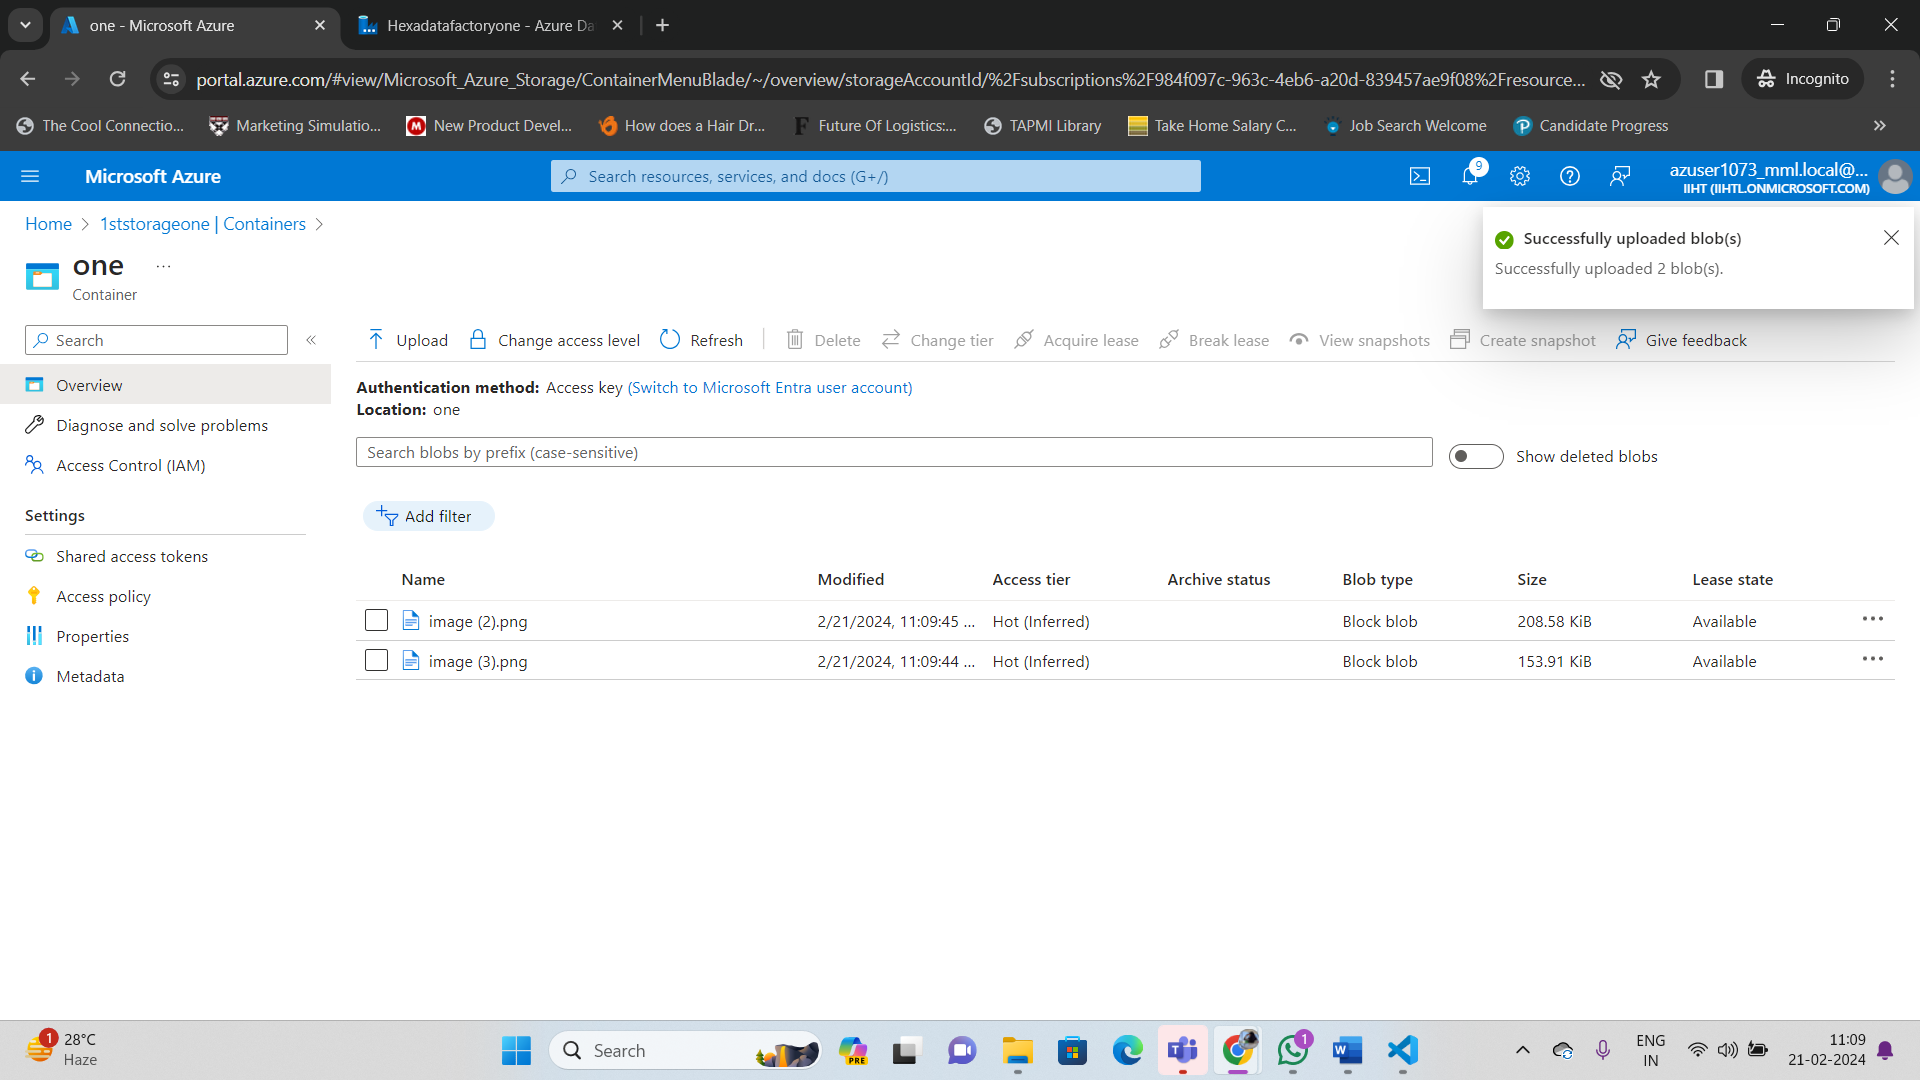 one - Microsoft Azure
Hexadatafactoryone - Azure Da
portal.azure.com/#view/Microsoft_Azure_Storage/ContainerMenuBlade/~/overview/storageAccountId/%2Fsubscriptions%2F984f097c-963c-4eb6-a20d-839457ae9f08%2Fresource...
Incognito
The Cool Connectio...
Marketing Simulatio...
New Product Devel...
How does a Hair Dr...
Future Of Logistics:...
TAPMI Library
Take Home Salary C...
Job Search Welcome
Candidate Progress
Microsoft Azure
Search resources, services, and docs (G+/)
9
azuser1073_mml.local@...
IIHT (IIHTL.ONMICROSOFT.COM)
Home > 1ststorageone | Containers >
Successfully uploaded blob(s)
Successfully uploaded 2 blob(s).
one ...
Container
Search
Upload
Change access level
Refresh
Delete
Change tier
Acquire lease
Break lease
View snapshots
Create snapshot
Give feedback
Overview
Diagnose and solve problems
Access Control (IAM)
Settings
Shared access tokens
Access policy
Properties
Metadata
Authentication method: Access key (Switch to Microsoft Entra user account)
Location: one
Search blobs by prefix (case-sensitive)
Show deleted blobs
Add filter
Name Modified Access tier Archive status Blob type Size Lease state
image (2).png 2/21/2024, 11:09:45 ... Hot (Inferred) Block blob 208.58 KiB Available
image (3).png 2/21/2024, 11:09:44 ... Hot (Inferred) Block blob 153.91 KiB Available
1
28°C
Haze
Search
PRE
1
ENG
IN
11:09
21-02-2024